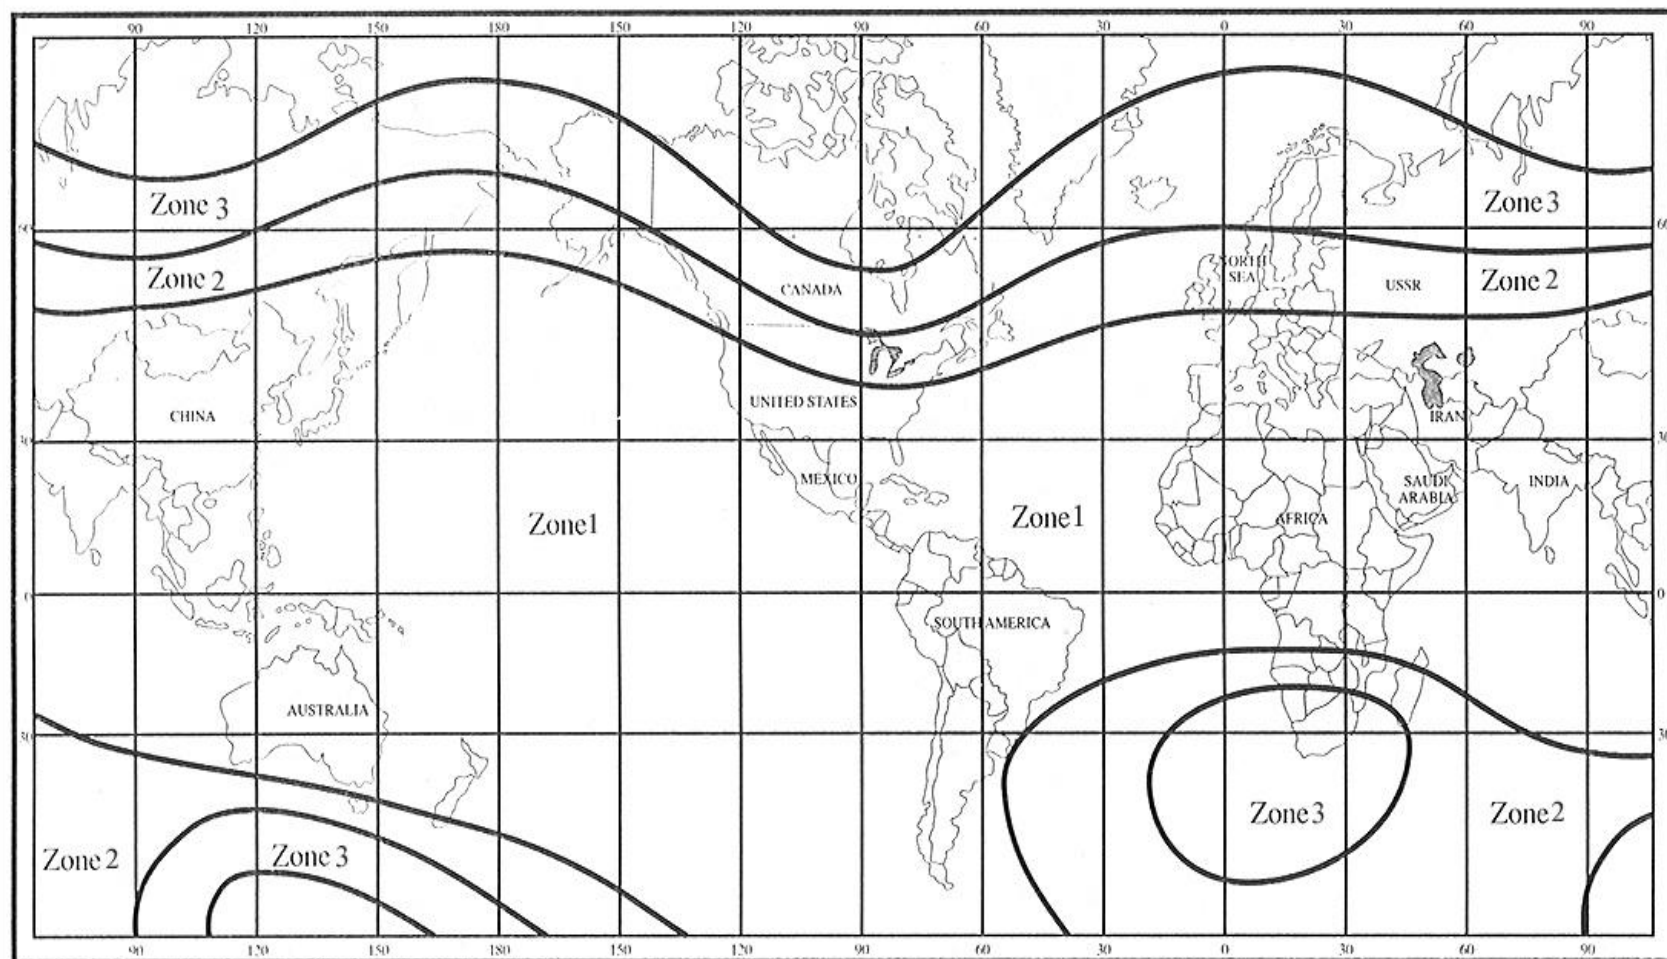 90 120 150 180 150 120 90 60 30 0 30 60 90
Zone 3
Zone 3
60
Zone 2
NORTH
SEA
CANADA
USSR
Zone 2
UNITED STATES
CHINA
IRAN
30
MEXICO
SAUDI
ARABIA
INDIA
Zone1
Zone1
AFRICA
0 0
SOUTH AMERICA
AUSTRALIA
30 30
Zone 3
Zone 2
Zone 2
Zone 3
90 120 150 180 150 120 90 60 30 0 30 60 90